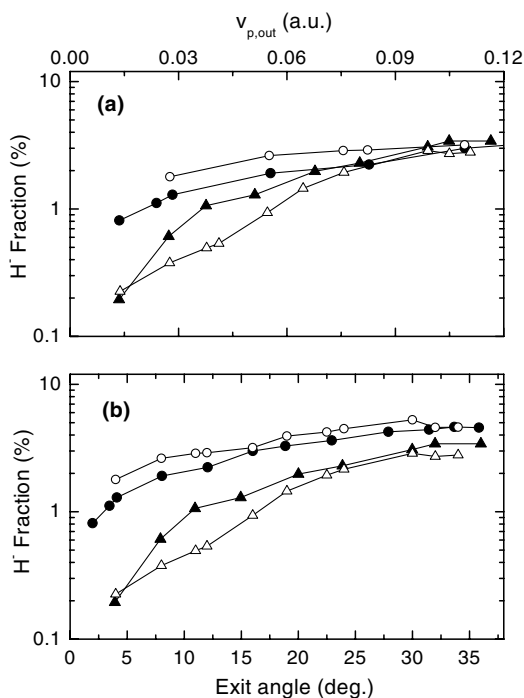 v_p,out (a.u.)
0.00 0.03 0.06 0.09 0.12
10
(a)
H⁻ Fraction (%)
1
0.1
10
(b)
H⁻ Fraction (%)
1
0.1
0 5 10 15 20 25 30 35
Exit angle (deg.)